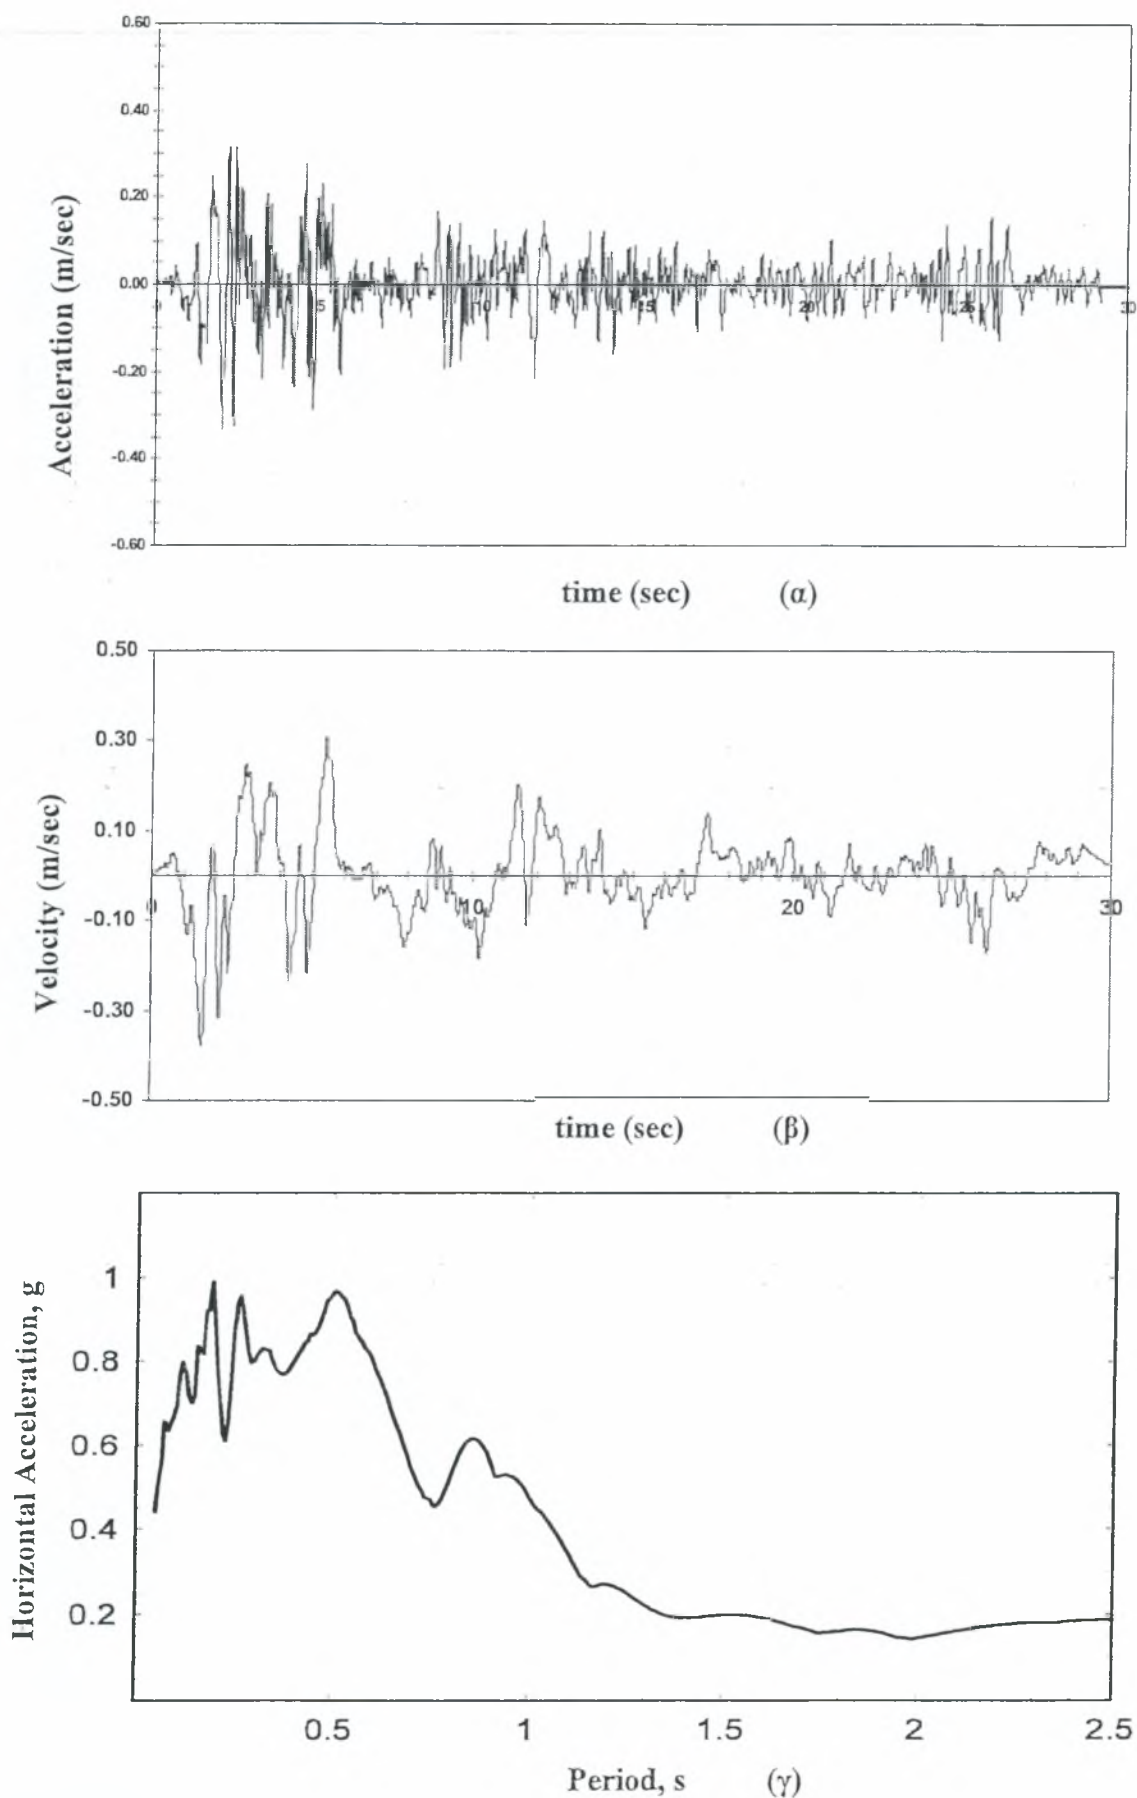 0.60
0.40
0.20
0.00
-0.20
-0.40
-0.60
Acceleration (m/sec)
5 10 15 20 25 30
time (sec) (α)
0.50
0.30
0.10
-0.10
-0.30
-0.50
Velocity (m/sec)
0 10 20 30
time (sec) (β)
1
0.8
0.6
0.4
0.2
Horizontal Acceleration, g
0.5 1 1.5 2 2.5
Period, s (γ)